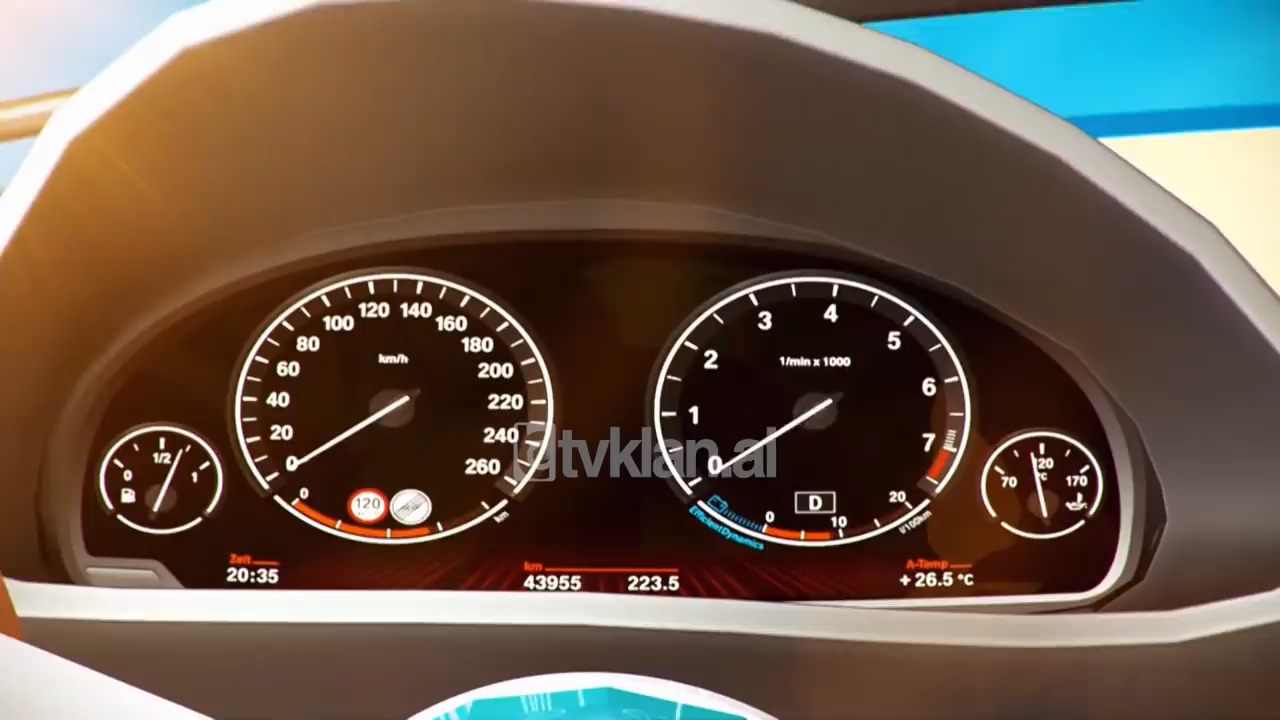 120 140
100 160
80 180
60 200
40 220
20 240
0 260
km/h
0 120
km
3 4
2 5
1 6
0 7
1/min x 1000
D
0 10 20
l/100km
EfficientDynamics
0 1/2 1
70 120 170
°C
gtvklan.al
Zeit
20:35
km
43955 223.5
A-Temp
+ 26.5 °C